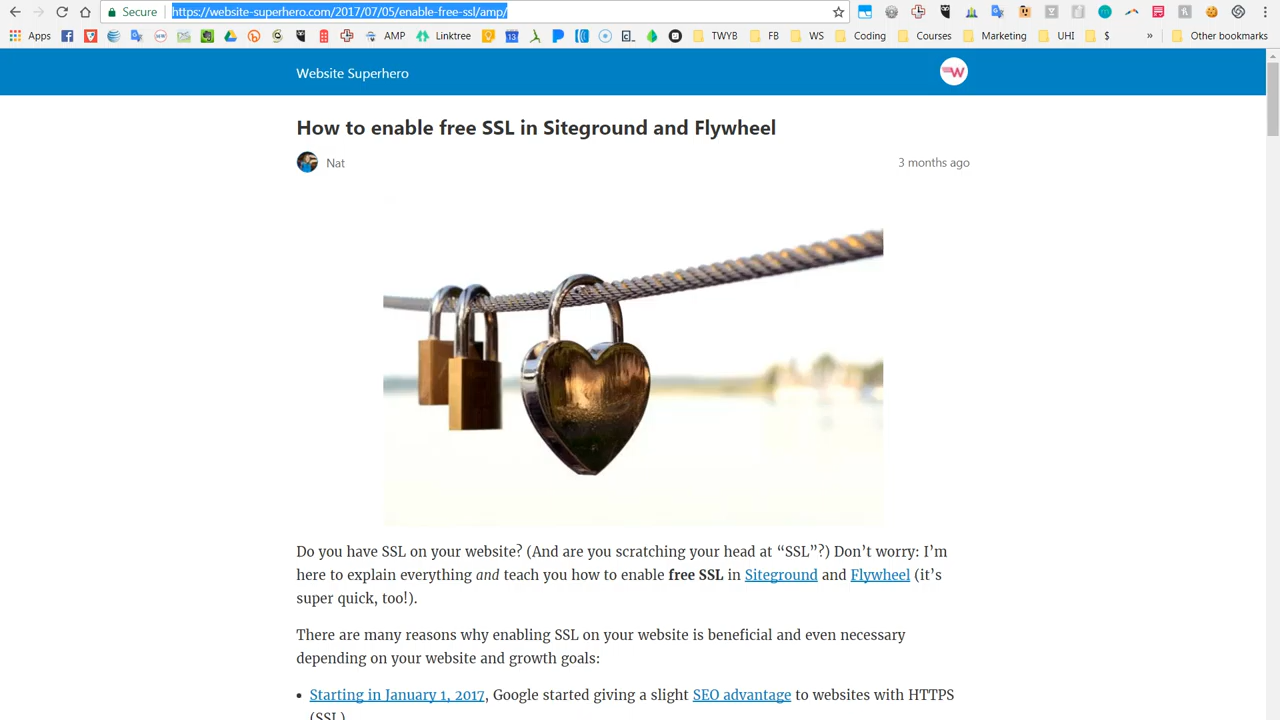 Secure https://website-superhero.com/2017/07/05/enable-free-ssl/amp/
Apps AMP Linktree TWYB FB WS Coding Courses Marketing UHI $ » Other bookmarks
Website Superhero W
How to enable free SSL in Siteground and Flywheel
Nat 3 months ago
Do you have SSL on your website? (And are you scratching your head at “SSL”?) Don’t worry: I’m
here to explain everything and teach you how to enable free SSL in Siteground and Flywheel (it’s
super quick, too!).
There are many reasons why enabling SSL on your website is beneficial and even necessary
depending on your website and growth goals:
• Starting in January 1, 2017, Google started giving a slight SEO advantage to websites with HTTPS
(SSL)